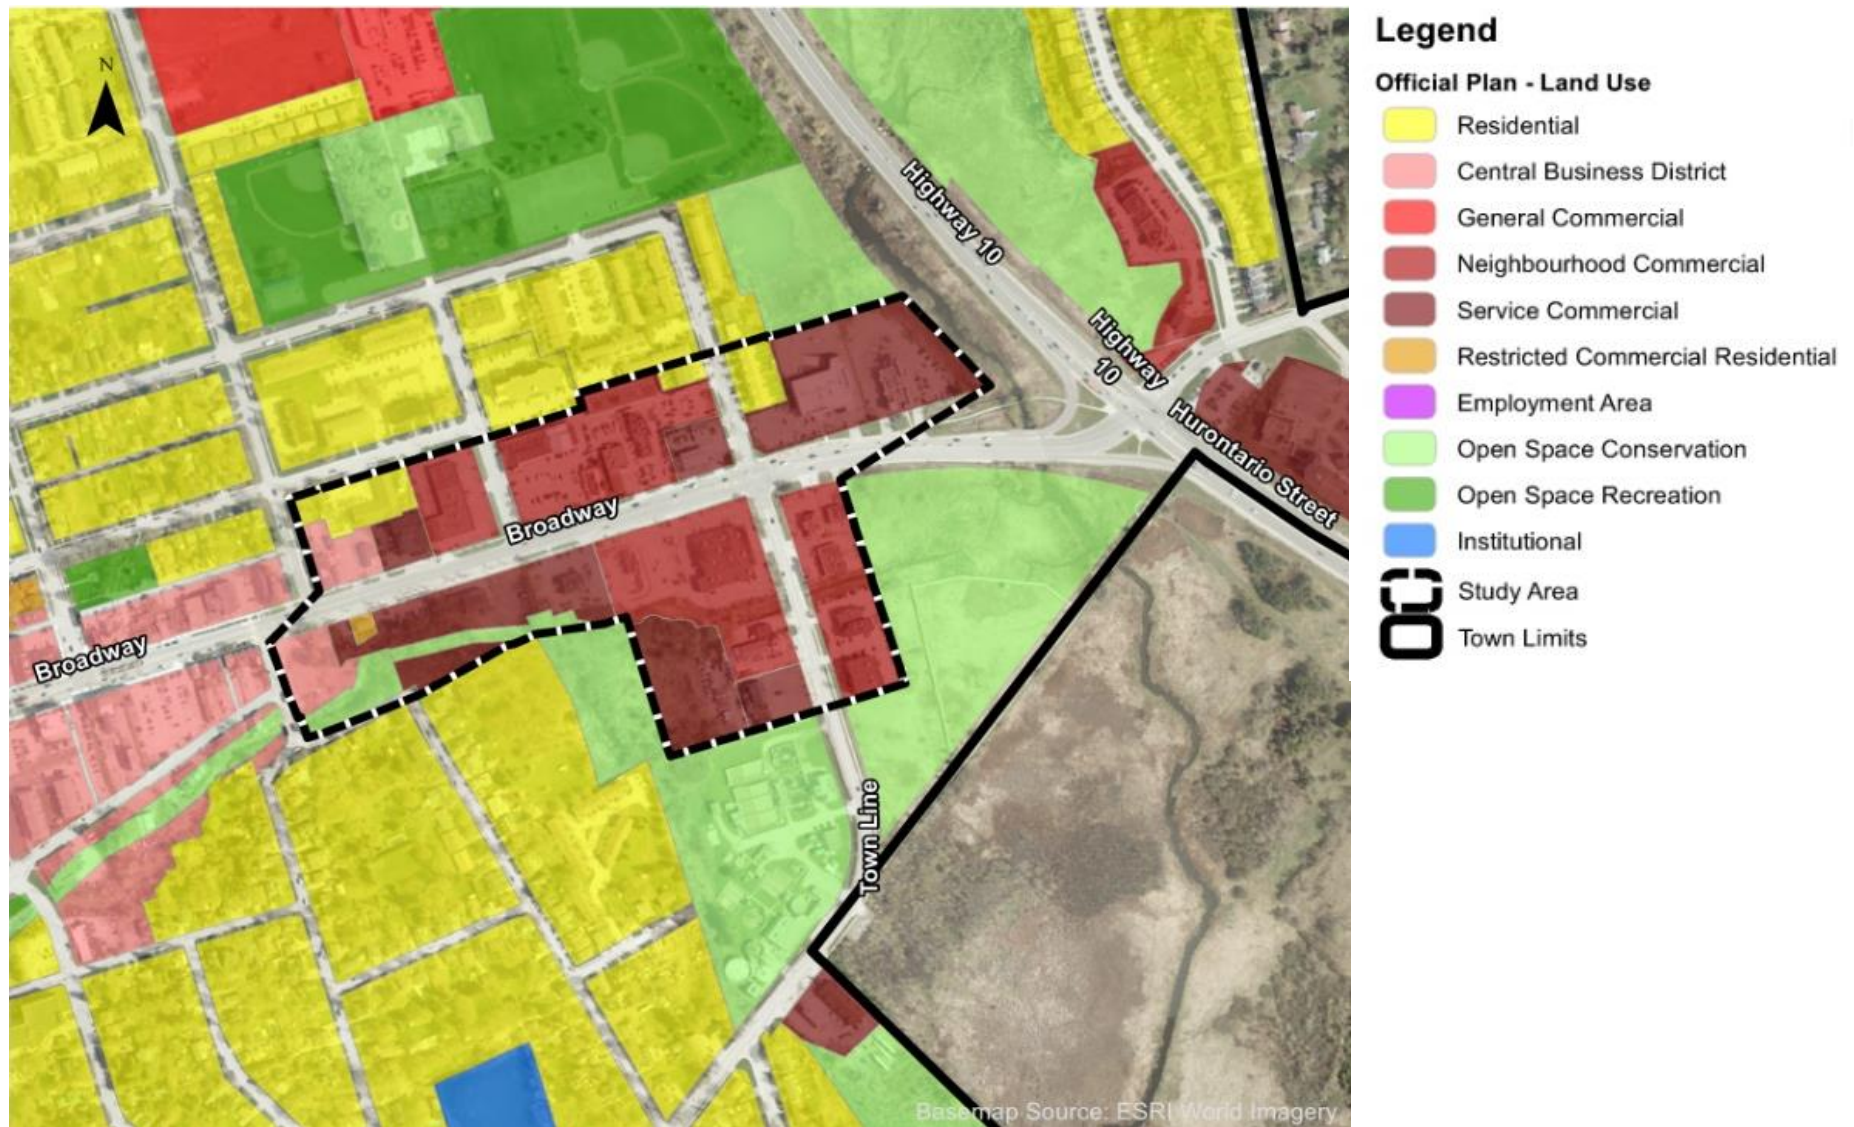 N
Highway 10
Highway
10
Hurontario Street
Broadway
Broadway
Town Line
Basemap Source: ESRI World Imagery
Legend
Official Plan - Land Use
Residential
Central Business District
General Commercial
Neighbourhood Commercial
Service Commercial
Restricted Commercial Residential
Employment Area
Open Space Conservation
Open Space Recreation
Institutional
Study Area
Town Limits